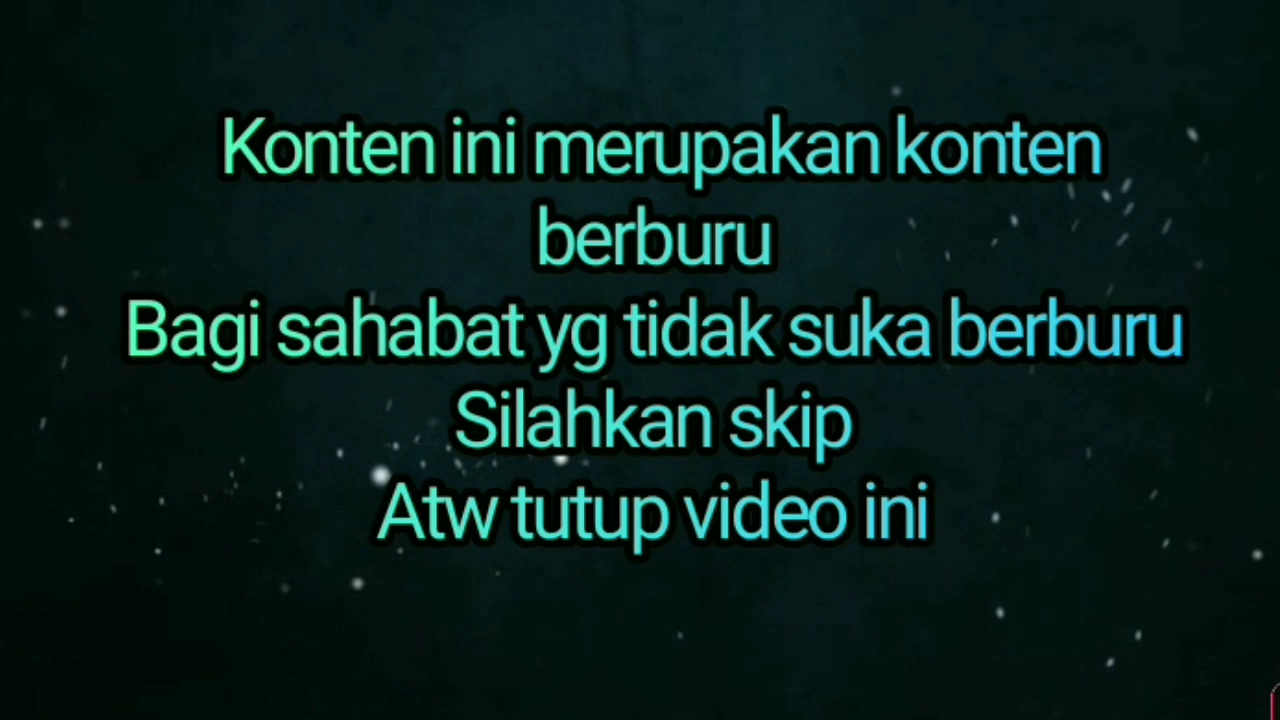 Konten ini merupakan konten
berburu
Bagi sahabat yg tidak suka berburu
Silahkan skip
Atw tutup video ini